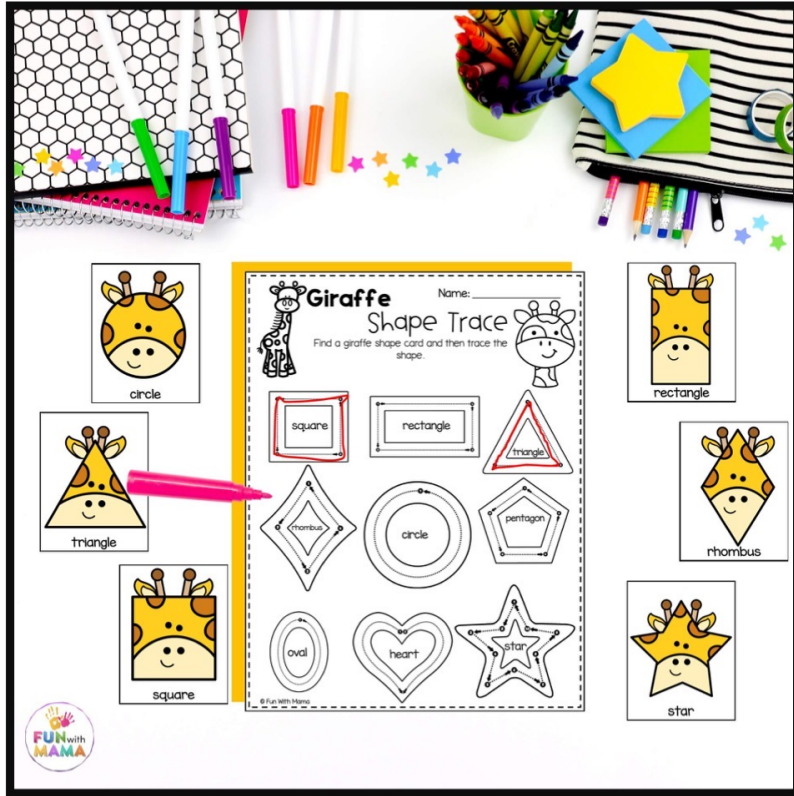 Giraffe
Name:
Shape Trace
Find a giraffe shape card and then trace the
shape.
circle
rectangle
square
rectangle
triangle
triangle
rhombus
circle
pentagon
rhombus
oval
heart
star
square
star
© Fun With Mama
FUN with
MAMA